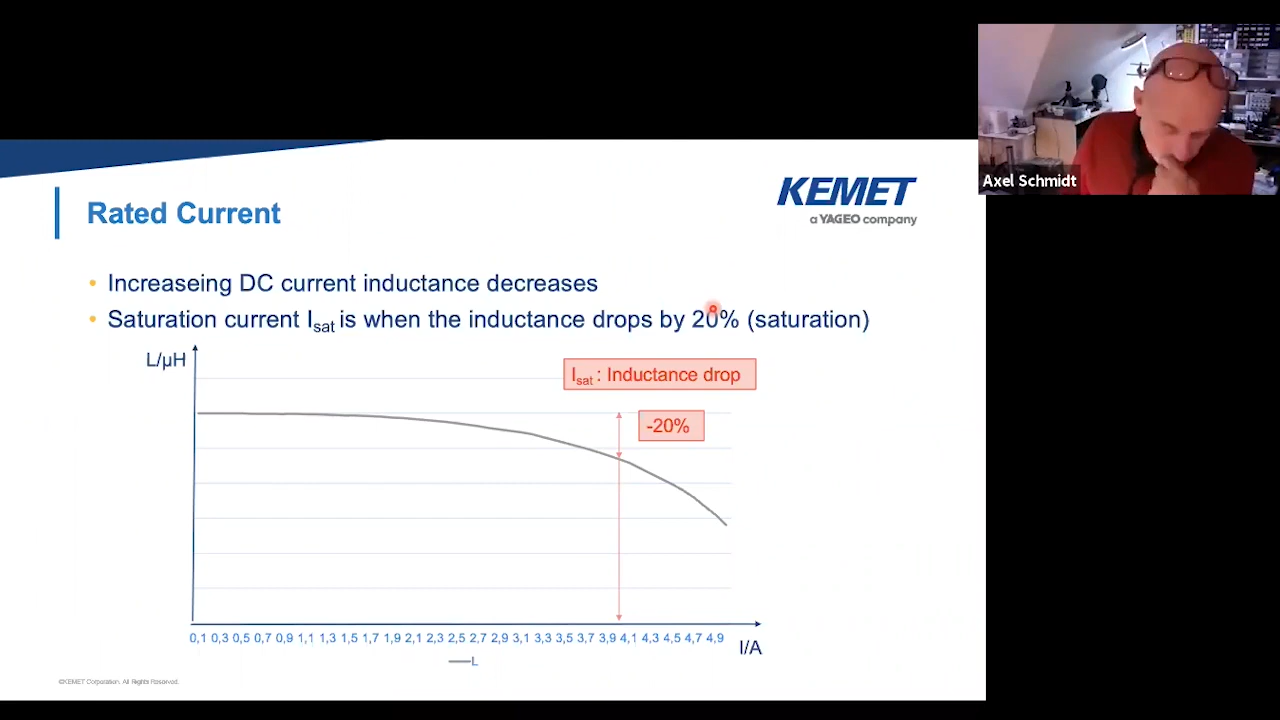 Axel Schmidt
KEMET
a YAGEO company
Rated Current
• Increaseing DC current inductance decreases
• Saturation current Isat is when the inductance drops by 20% (saturation)
L/μH
Isat : Inductance drop
-20%
0,1 0,3 0,5 0,7 0,9 1,1 1,3 1,5 1,7 1,9 2,1 2,3 2,5 2,7 2,9 3,1 3,3 3,5 3,7 3,9 4,1 4,3 4,5 4,7 4,9
I/A
L
©KEMET Corporation. All Rights Reserved.